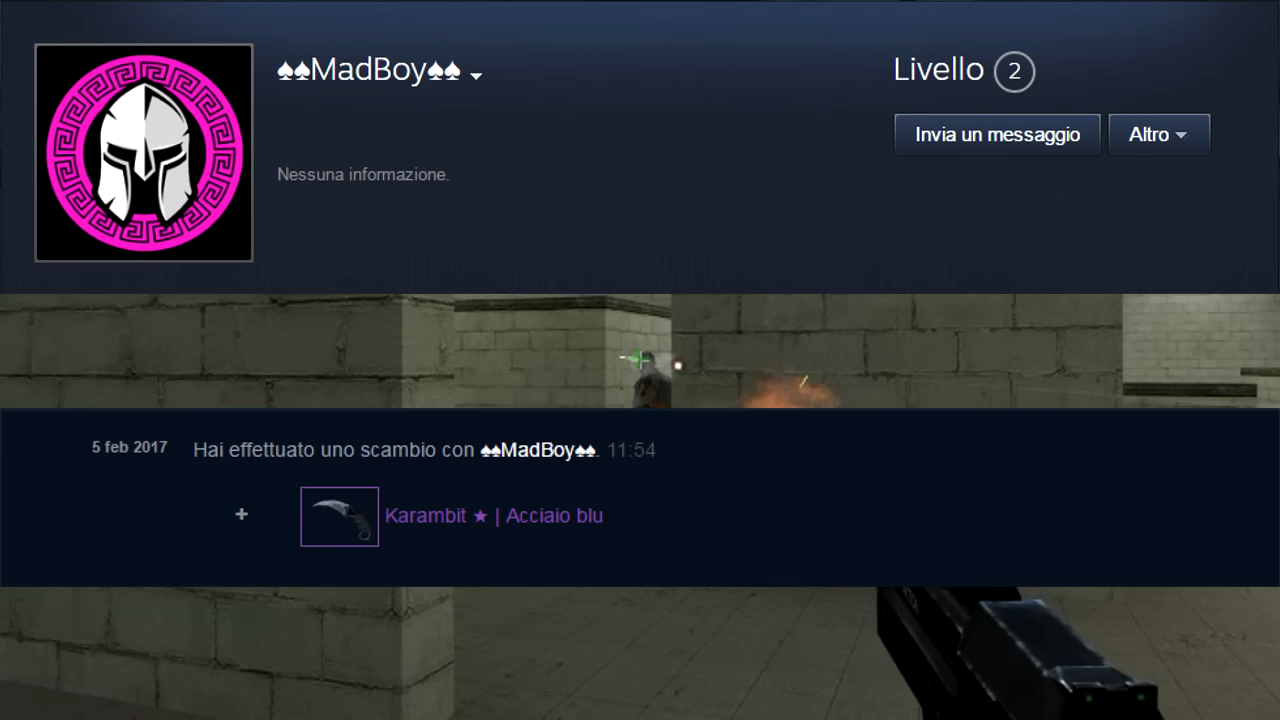 ♠♠MadBoy♠♠
Livello 2
Invia un messaggio
Altro
Nessuna informazione.
5 feb 2017
Hai effettuato uno scambio con ♠♠MadBoy♠♠. 11:54
+ Karambit ★ | Acciaio blu